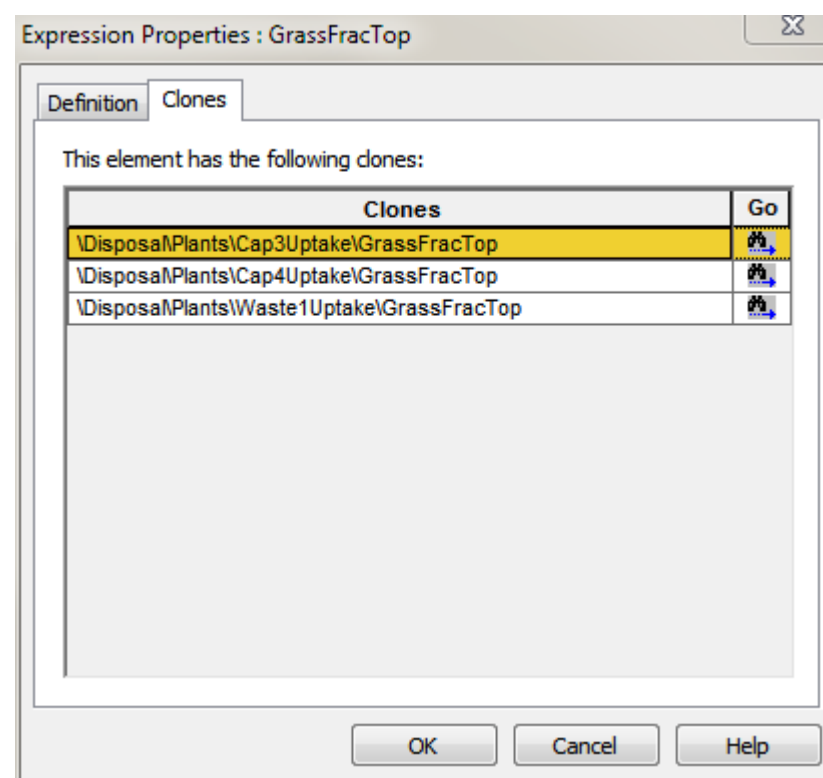 Expression Properties : GrassFracTop
Definition Clones
This element has the following clones:
Clones Go
\Disposal\Plants\Cap3Uptake\GrassFracTop
\Disposal\Plants\Cap4Uptake\GrassFracTop
\Disposal\Plants\Waste1Uptake\GrassFracTop
OK Cancel Help